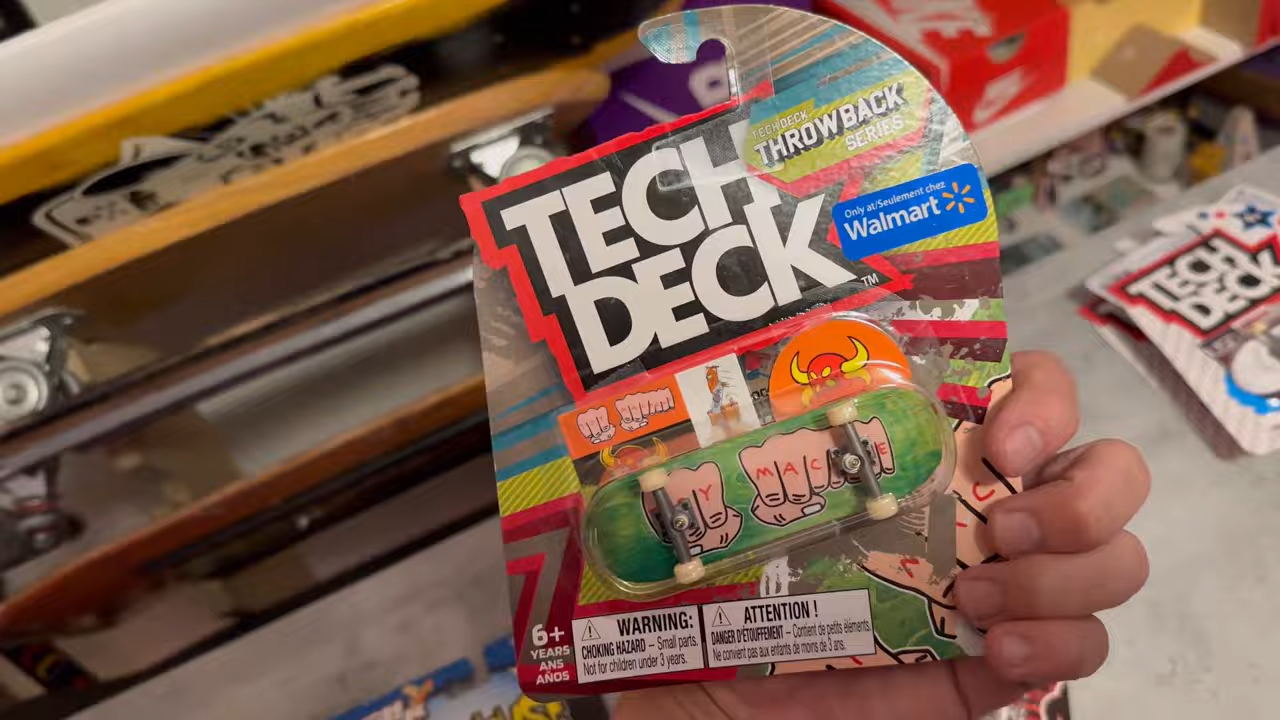 TECH DECK
THROWBACK
SERIES
TECH
DECK
TM
Only at/Seulement chez
Walmart
MAC
E
Y
6+
YEARS
ANS
AÑOS
WARNING:
CHOKING HAZARD – Small parts.
Not for children under 3 years.
ATTENTION !
DANGER D'ÉTOUFFEMENT – Contient de petits éléments.
Ne convient pas aux enfants de moins de 3 ans.
TECH
DECK